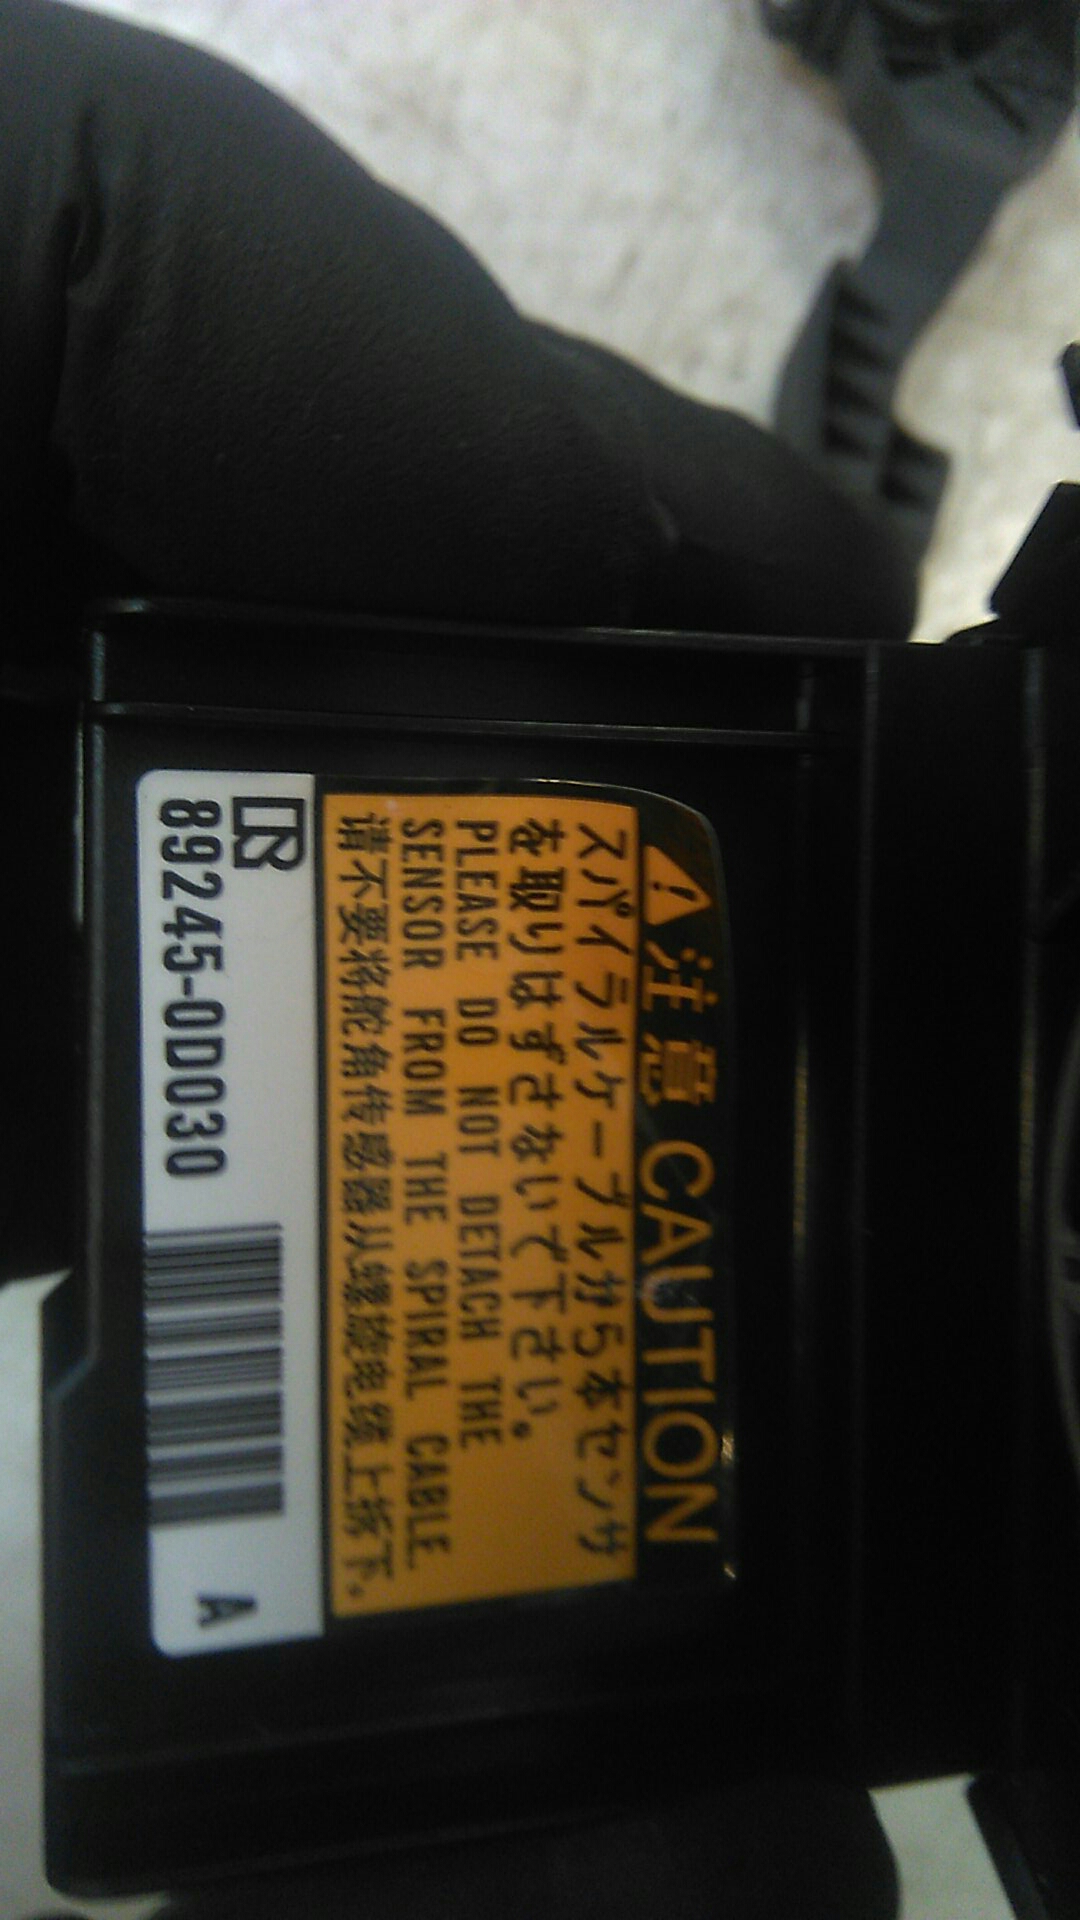 注意 CAUTION
スパイラルケーブルから本センサ
を取りはずさないで下さい。
PLEASE DO NOT DETACH THE
SENSOR FROM THE SPIRAL CABLE.
请不要将舵角传感器从螺旋电缆上拆下。
89245-0D030 A